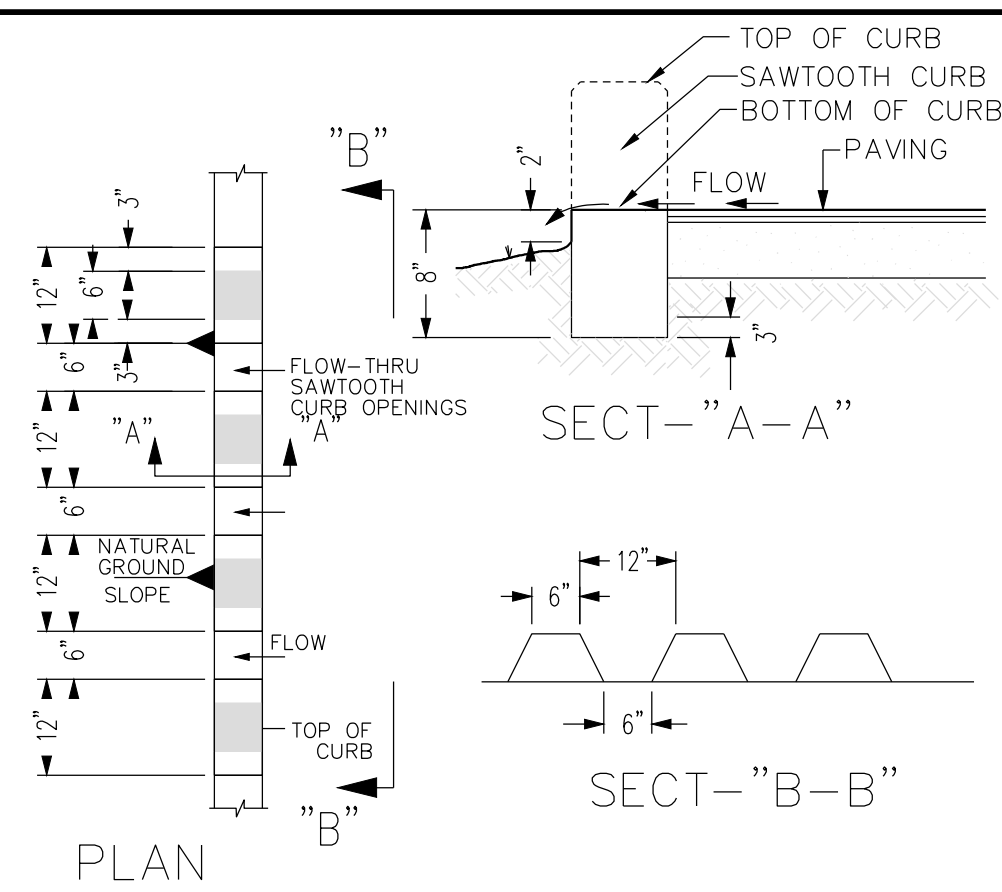 TOP OF CURB
SAWTOOTH CURB
BOTTOM OF CURB
PAVING
FLOW
2"
8"
3"
SECT-"A-A"
"B"
3"
12"
6"
6"
3"
FLOW-THRU
SAWTOOTH
CURB OPENINGS
"A"
"A"
12"
6"
NATURAL
GROUND
SLOPE
12"
6"
FLOW
12"
TOP OF
CURB
"B"
PLAN
12"
6"
6"
SECT-"B-B"